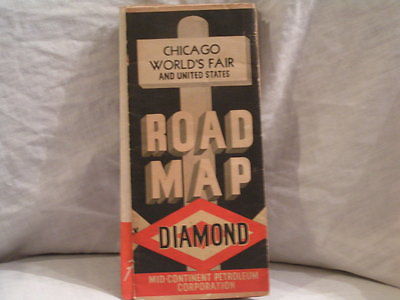 CHICAGO
WORLD'S FAIR
AND UNITED STATES
ROAD
MAP
DIAMOND
MID-CONTINENT PETROLEUM
CORPORATION